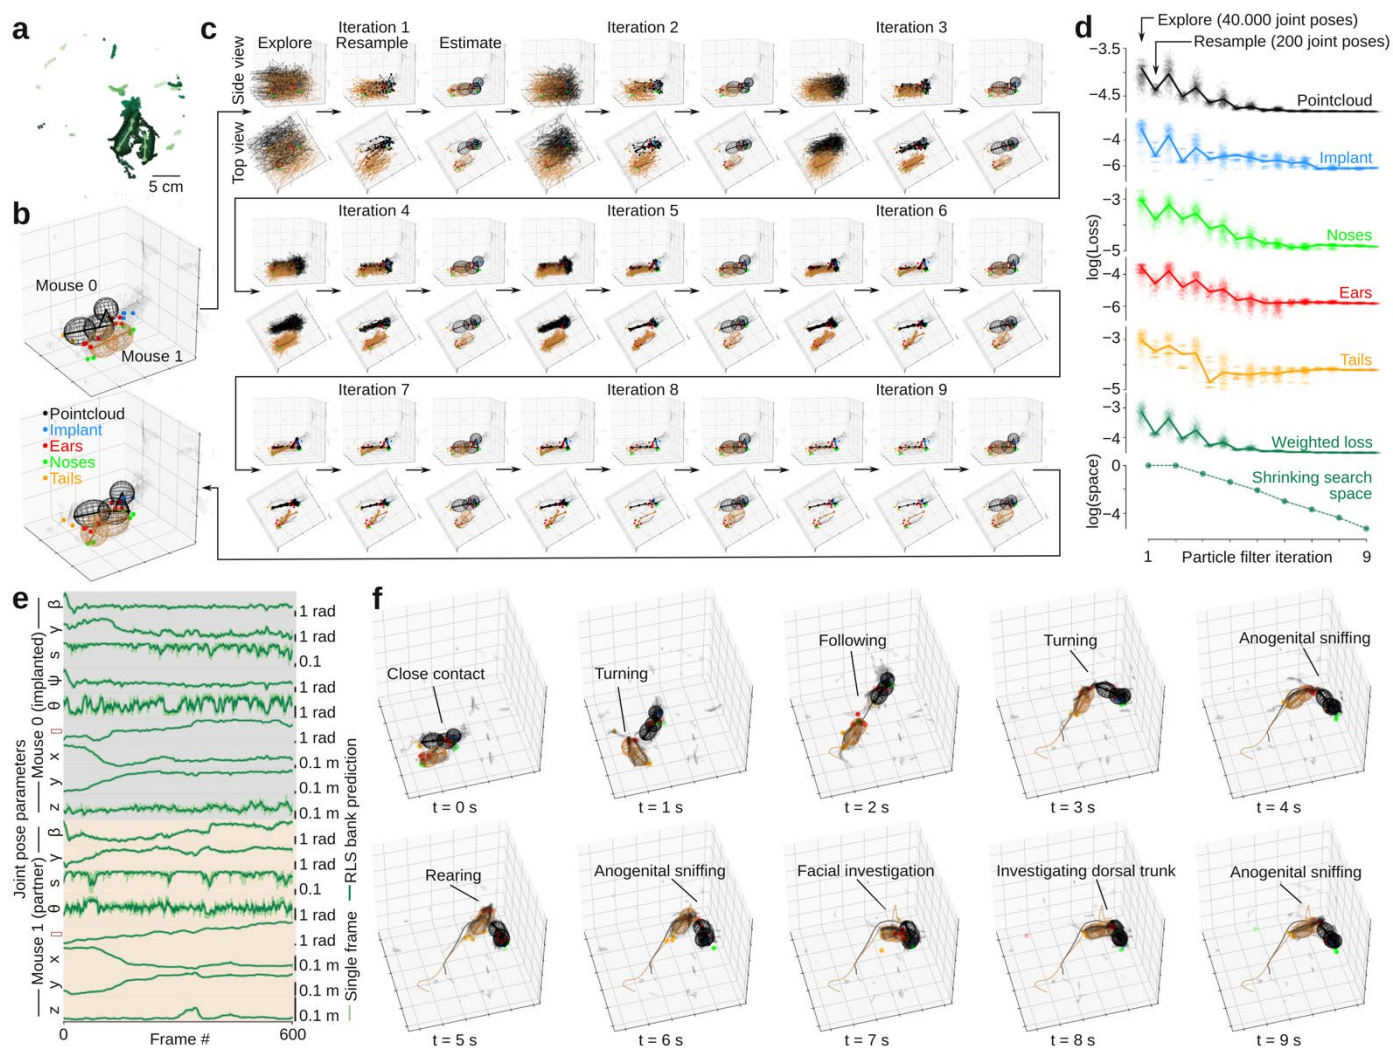 a
5 cm
b
Mouse 0
Mouse 1
Pointcloud
Implant
Ears
Noses
Tails
c
Side view
Top view
Iteration 1
Explore
Resample
Estimate
Iteration 2
Iteration 3
Iteration 4
Iteration 5
Iteration 6
Iteration 7
Iteration 8
Iteration 9
d
Explore (40.000 joint poses)
Resample (200 joint poses)
−3.5
−4.5
Pointcloud
−4
−6
Implant
−3
−5
Noses
log(Loss)
−4
−6
Ears
−3
−5
Tails
−3
−4
Weighted loss
0
−4
log(space)
Shrinking search
space
1
Particle filter iteration
9
e
Joint pose parameters
Mouse 0 (implanted)
β
γ
s
ψ
θ
x
y
z
1 rad
1 rad
0.1
1 rad
1 rad
1 rad
0.1 m
0.1 m
0.1 m
Mouse 1 (partner)
β
γ
s
θ
x
y
z
1 rad
1 rad
0.1
1 rad
1 rad
0.1 m
0.1 m
0.1 m
0
Frame #
600
RLS bank prediction
Single frame
f
Close contact
t = 0 s
Turning
t = 1 s
Following
t = 2 s
Turning
t = 3 s
Anogenital sniffing
t = 4 s
Rearing
t = 5 s
Anogenital sniffing
t = 6 s
Facial investigation
t = 7 s
Investigating dorsal trunk
t = 8 s
Anogenital sniffing
t = 9 s